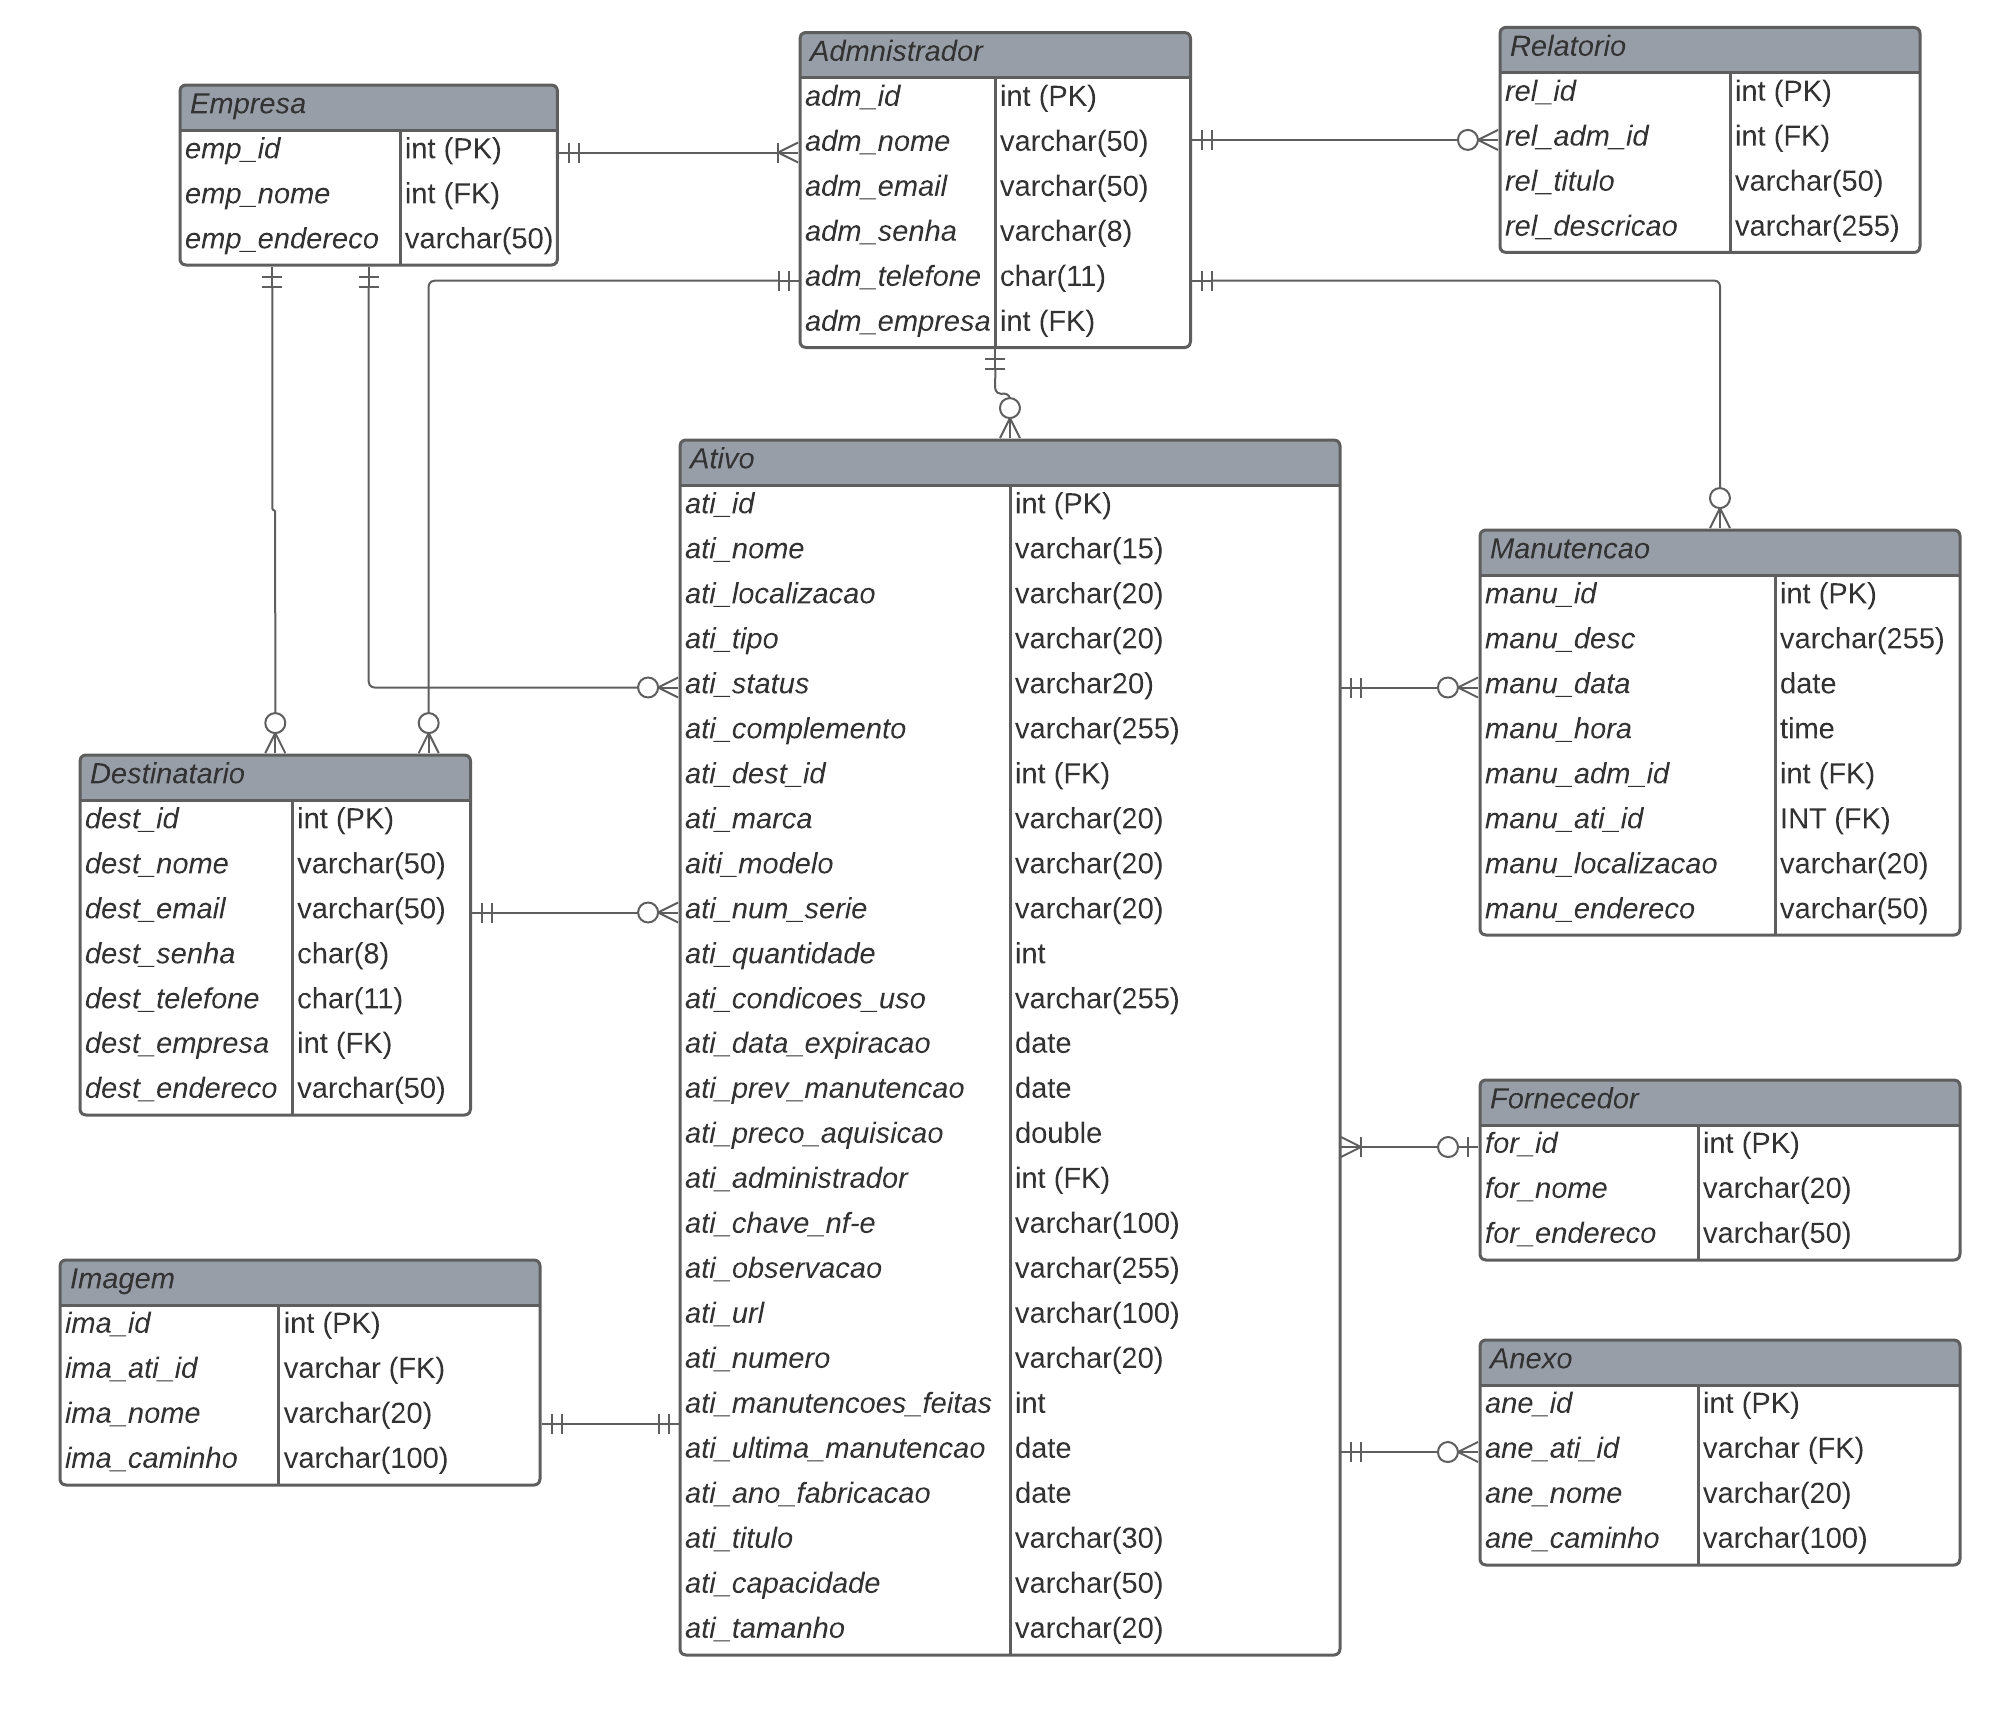 Empresa
emp_id int (PK)
emp_nome int (FK)
emp_endereco varchar(50)
Admnistrador
adm_id int (PK)
adm_nome varchar(50)
adm_email varchar(50)
adm_senha varchar(8)
adm_telefone char(11)
adm_empresa int (FK)
Relatorio
rel_id int (PK)
rel_adm_id int (FK)
rel_titulo varchar(50)
rel_descricao varchar(255)
Ativo
ati_id int (PK)
ati_nome varchar(15)
ati_localizacao varchar(20)
ati_tipo varchar(20)
ati_status varchar20)
ati_complemento varchar(255)
ati_dest_id int (FK)
ati_marca varchar(20)
aiti_modelo varchar(20)
ati_num_serie varchar(20)
ati_quantidade int
ati_condicoes_uso varchar(255)
ati_data_expiracao date
ati_prev_manutencao date
ati_preco_aquisicao double
ati_administrador int (FK)
ati_chave_nf-e varchar(100)
ati_observacao varchar(255)
ati_url varchar(100)
ati_numero varchar(20)
ati_manutencoes_feitas int
ati_ultima_manutencao date
ati_ano_fabricacao date
ati_titulo varchar(30)
ati_capacidade varchar(50)
ati_tamanho varchar(20)
Manutencao
manu_id int (PK)
manu_desc varchar(255)
manu_data date
manu_hora time
manu_adm_id int (FK)
manu_ati_id INT (FK)
manu_localizacao varchar(20)
manu_endereco varchar(50)
Destinatario
dest_id int (PK)
dest_nome varchar(50)
dest_email varchar(50)
dest_senha char(8)
dest_telefone char(11)
dest_empresa int (FK)
dest_endereco varchar(50)
Fornecedor
for_id int (PK)
for_nome varchar(20)
for_endereco varchar(50)
Imagem
ima_id int (PK)
ima_ati_id varchar (FK)
ima_nome varchar(20)
ima_caminho varchar(100)
Anexo
ane_id int (PK)
ane_ati_id varchar (FK)
ane_nome varchar(20)
ane_caminho varchar(100)